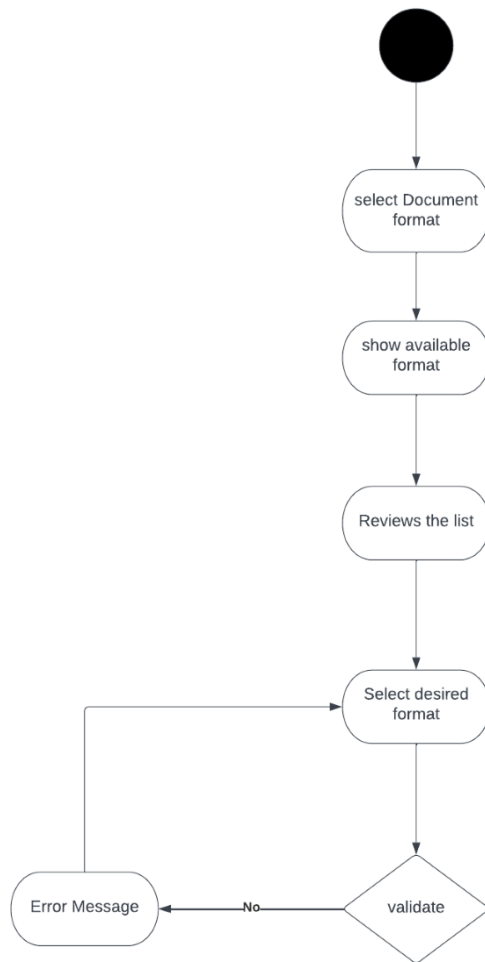 select Document
format
show available
format
Reviews the list
Select desired
format
Error Message
No
validate